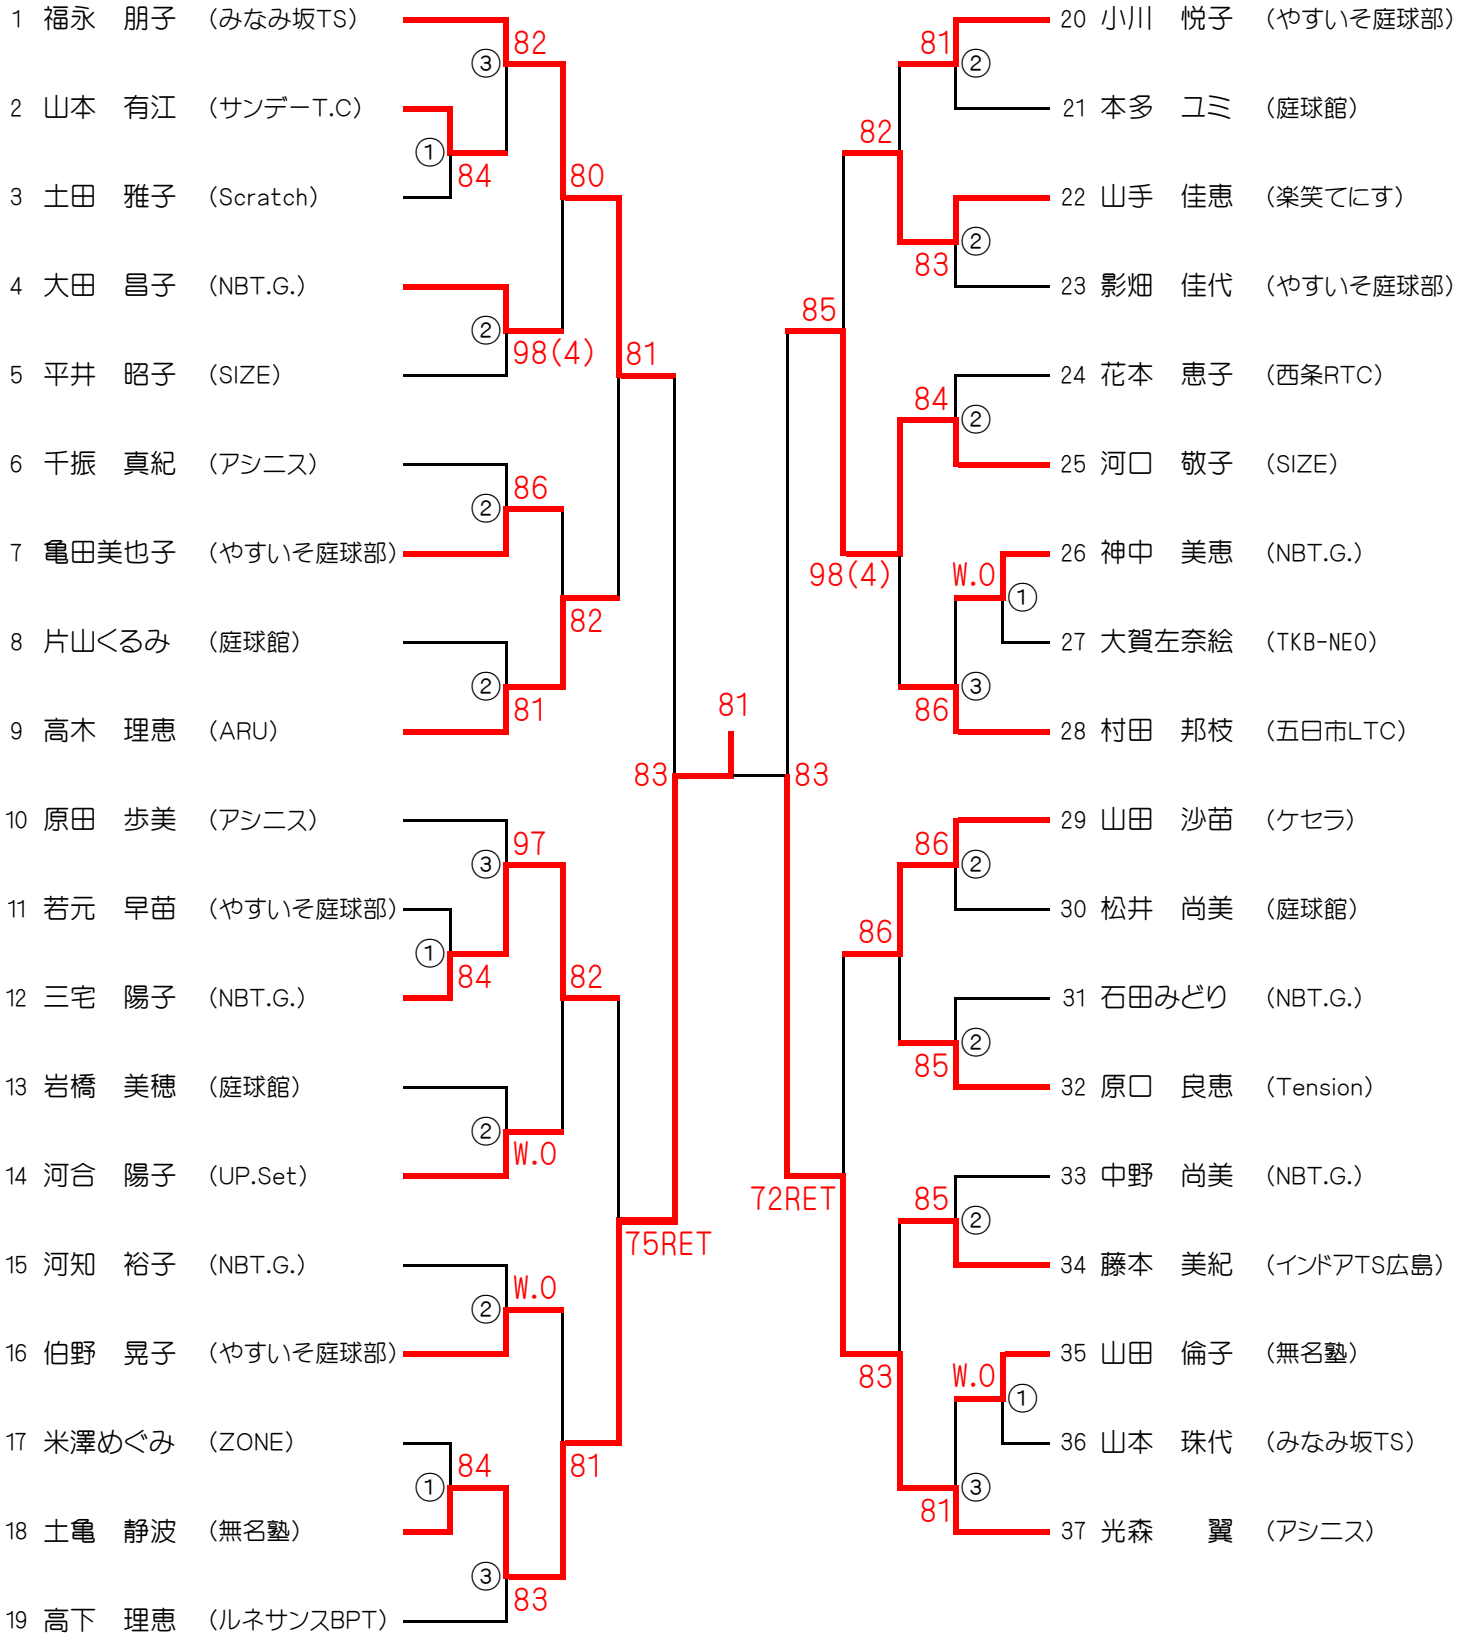 1 福永　朋子 (みなみ坂TS)
82
③
2 山本　有江 (サンデーT.C)
①
84
3 土田　雅子 (Scratch)
80
4 大田　昌子 (NBT.G.)
②
98(4)
5 平井　昭子 (SIZE)
81
6 千振　真紀 (アシニス)
86
②
7 亀田美也子 (やすいそ庭球部)
82
8 片山くるみ (庭球館)
②
81
9 高木　理恵 (ARU)
83
10 原田　歩美 (アシニス)
97
③
11 若元　早苗 (やすいそ庭球部)
①
84
12 三宅　陽子 (NBT.G.)
82
13 岩橋　美穂 (庭球館)
②
W.O
14 河合　陽子 (UP.Set)
75RET
15 河知　裕子 (NBT.G.)
W.O
②
16 伯野　晃子 (やすいそ庭球部)
81
17 米澤めぐみ (ZONE)
84
①
18 土亀　静波 (無名塾)
③
83
19 高下　理恵 (ルネサンスBPT)
81
20 小川　悦子 (やすいそ庭球部)
81
②
21 本多　ユミ (庭球館)
82
22 山手　佳恵 (楽笑てにす)
②
83
23 影畑　佳代 (やすいそ庭球部)
85
24 花本　恵子 (西条RTC)
84
②
25 河口　敬子 (SIZE)
98(4)
26 神中　美恵 (NBT.G.)
W.O
①
27 大賀左奈絵 (TKB-NEO)
③
86
28 村田　邦枝 (五日市LTC)
83
29 山田　沙苗 (ケセラ)
86
②
30 松井　尚美 (庭球館)
86
31 石田みどり (NBT.G.)
②
85
32 原口　良恵 (Tension)
72RET
33 中野　尚美 (NBT.G.)
85
②
34 藤本　美紀 (インドアTS広島)
83
35 山田　倫子 (無名塾)
W.O
①
36 山本　珠代 (みなみ坂TS)
③
81
37 光森　　翼 (アシニス)